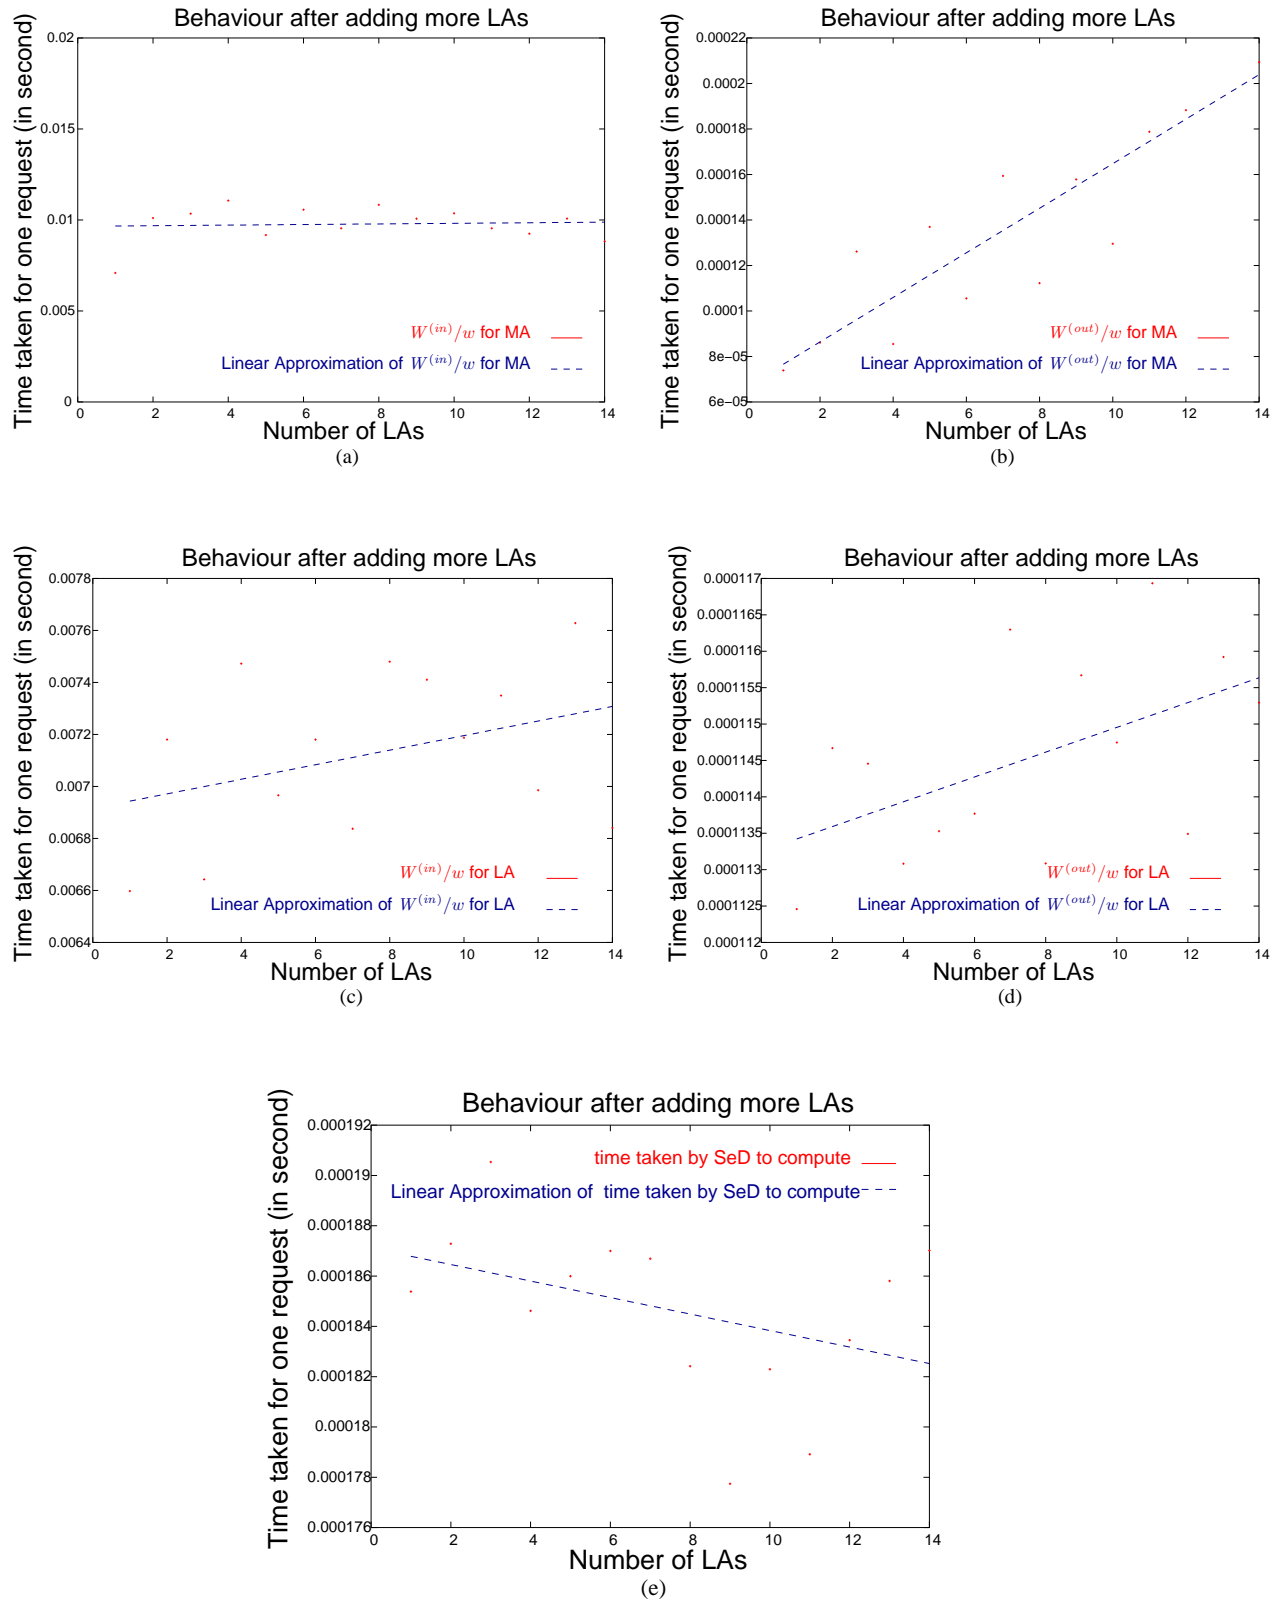 Behaviour after adding more LAs
Time taken for one request (in second)
0.02
0.015
0.01
0.005
0
0 2 4 6 8 10 12 14
W^(in)/w for MA
Linear Approximation of W^(in)/w for MA
Number of LAs
(a)
Behaviour after adding more LAs
Time taken for one request (in second)
0.00022
0.0002
0.00018
0.00016
0.00014
0.00012
0.0001
8e−05
6e−05
0 2 4 6 8 10 12 14
W^(out)/w for MA
Linear Approximation of W^(out)/w for MA
Number of LAs
(b)
Behaviour after adding more LAs
Time taken for one request (in second)
0.0078
0.0076
0.0074
0.0072
0.007
0.0068
0.0066
0.0064
0 2 4 6 8 10 12 14
W^(in)/w for LA
Linear Approximation of W^(in)/w for LA
Number of LAs
(c)
Behaviour after adding more LAs
Time taken for one request (in second)
0.000117
0.0001165
0.000116
0.0001155
0.000115
0.0001145
0.000114
0.0001135
0.000113
0.0001125
0.000112
0 2 4 6 8 10 12 14
W^(out)/w for LA
Linear Approximation of W^(out)/w for LA
Number of LAs
(d)
Behaviour after adding more LAs
Time taken for one request (in second)
0.000192
0.00019
0.000188
0.000186
0.000184
0.000182
0.00018
0.000178
0.000176
0 2 4 6 8 10 12 14
time taken by SeD to compute
Linear Approximation of time taken by SeD to compute
Number of LAs
(e)